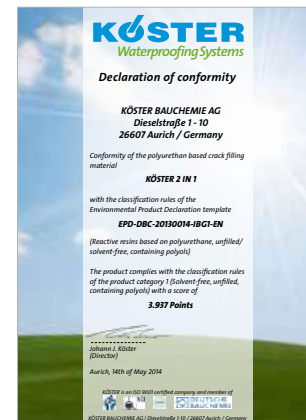 KÖSTER
Waterproofing Systems
Declaration of conformity
KÖSTER BAUCHEMIE AG
Dieselstraße 1 - 10
26607 Aurich / Germany
Conformity of the polyurethan based crack filling
material
KÖSTER 2 IN 1
with the classification rules of the
Environmental Product Declaration template
EPD-DBC-20130014-IBG1-EN
(Reactive resins based on polyurethane, unfilled/
solvent-free, containing polyols)
The product complies with the classification rules
of the product category 1 (Solvent-free, unfilled,
containing polyols) with a score of
3.937 Points
Johann J. Köster
(Director)
Aurich, 14th of May 2014
KÖSTER is an ISO 9001 certified company and member of
DEUTSCHE
BAUCHEMIE
KÖSTER BAUCHEMIE AG | Dieselstraße 1-10 | 26607 Aurich / Germany